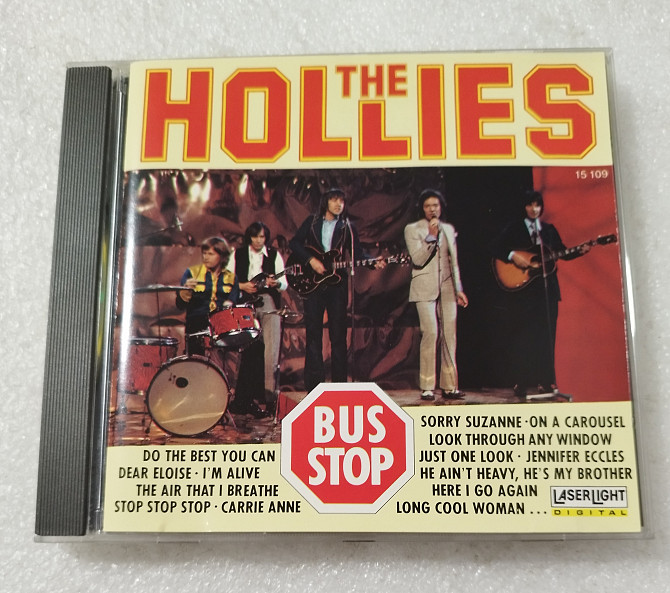 THE
HOLLIES
15 109
BUS
STOP
DO THE BEST YOU CAN
DEAR ELOISE · I'M ALIVE
THE AIR THAT I BREATHE
STOP STOP STOP · CARRIE ANNE
SORRY SUZANNE · ON A CAROUSEL
LOOK THROUGH ANY WINDOW
JUST ONE LOOK · JENNIFER ECCLES
HE AIN'T HEAVY, HE'S MY BROTHER
HERE I GO AGAIN
LONG COOL WOMAN ...
LASERLIGHT
DIGITAL